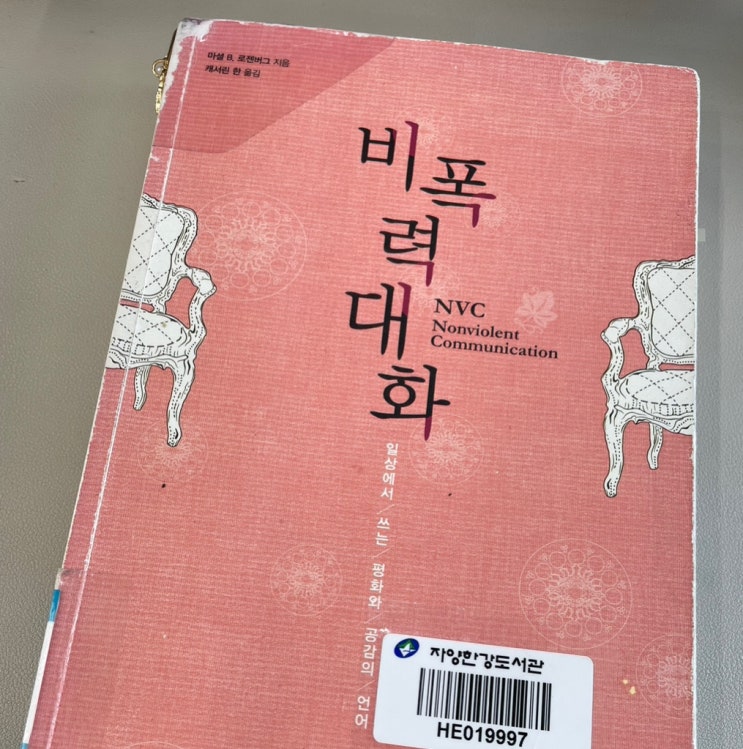 마셜 B. 로젠버그 지음
캐서린 한 옮김
비폭력대화
NVC
Nonviolent
Communication
일상에서 / 쓰는 / 평화와 / 공감의 / 언어
자양한강도서관
HE019997